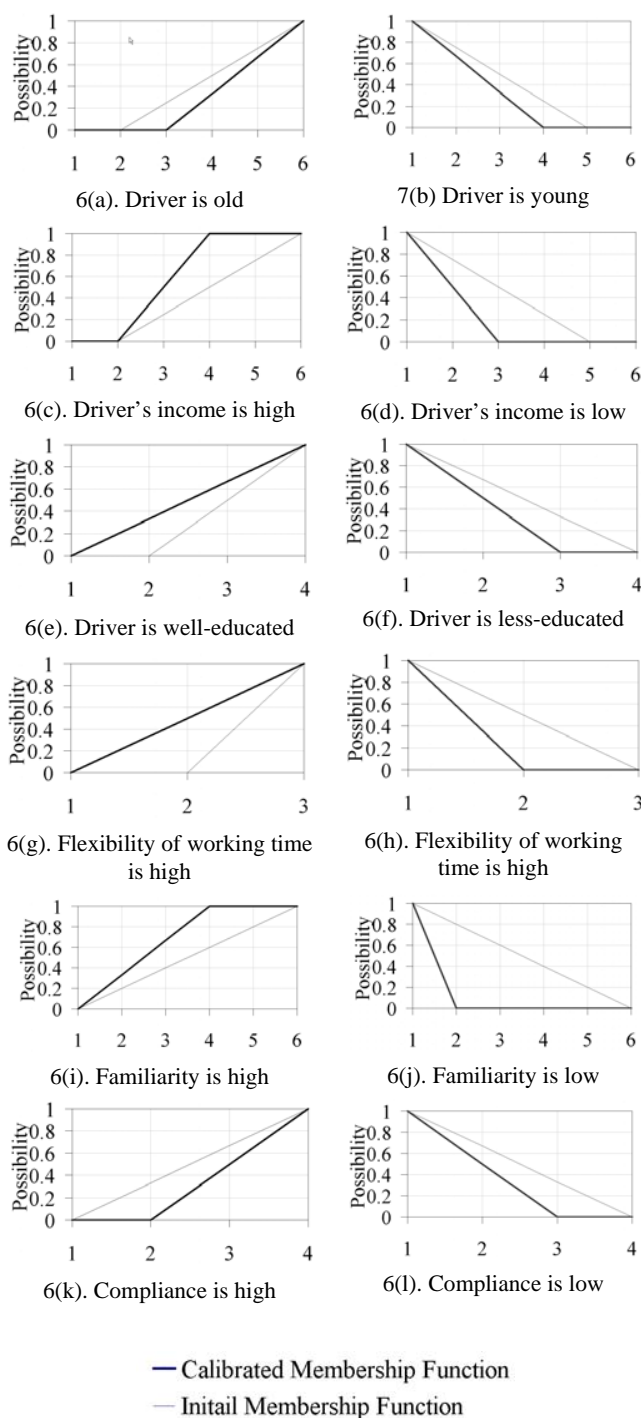 Possibility
1
0.8
0.6
0.4
0.2
0
1 2 3 4 5 6
6(a). Driver is old
Possibility
1
0.8
0.6
0.4
0.2
0
1 2 3 4 5 6
7(b) Driver is young
Possibility
1
0.8
0.6
0.4
0.2
0
1 2 3 4 5 6
6(c). Driver’s income is high
Possibility
1
0.8
0.6
0.4
0.2
0
1 2 3 4 5 6
6(d). Driver’s income is low
Possibility
1
0.8
0.6
0.4
0.2
0
1 2 3 4
6(e). Driver is well-educated
Possibility
1
0.8
0.6
0.4
0.2
0
1 2 3 4
6(f). Driver is less-educated
Possibility
1
0.8
0.6
0.4
0.2
0
1 2 3
6(g). Flexibility of working time
is high
Possibility
1
0.8
0.6
0.4
0.2
0
1 2 3
6(h). Flexibility of working
time is high
Possibility
1
0.8
0.6
0.4
0.2
0
1 2 3 4 5 6
6(i). Familiarity is high
Possibility
1
0.8
0.6
0.4
0.2
0
1 2 3 4 5 6
6(j). Familiarity is low
Possibility
1
0.8
0.6
0.4
0.2
0
1 2 3 4
6(k). Compliance is high
Possibility
1
0.8
0.6
0.4
0.2
0
1 2 3 4
6(l). Compliance is low
Calibrated Membership Function
Initail Membership Function